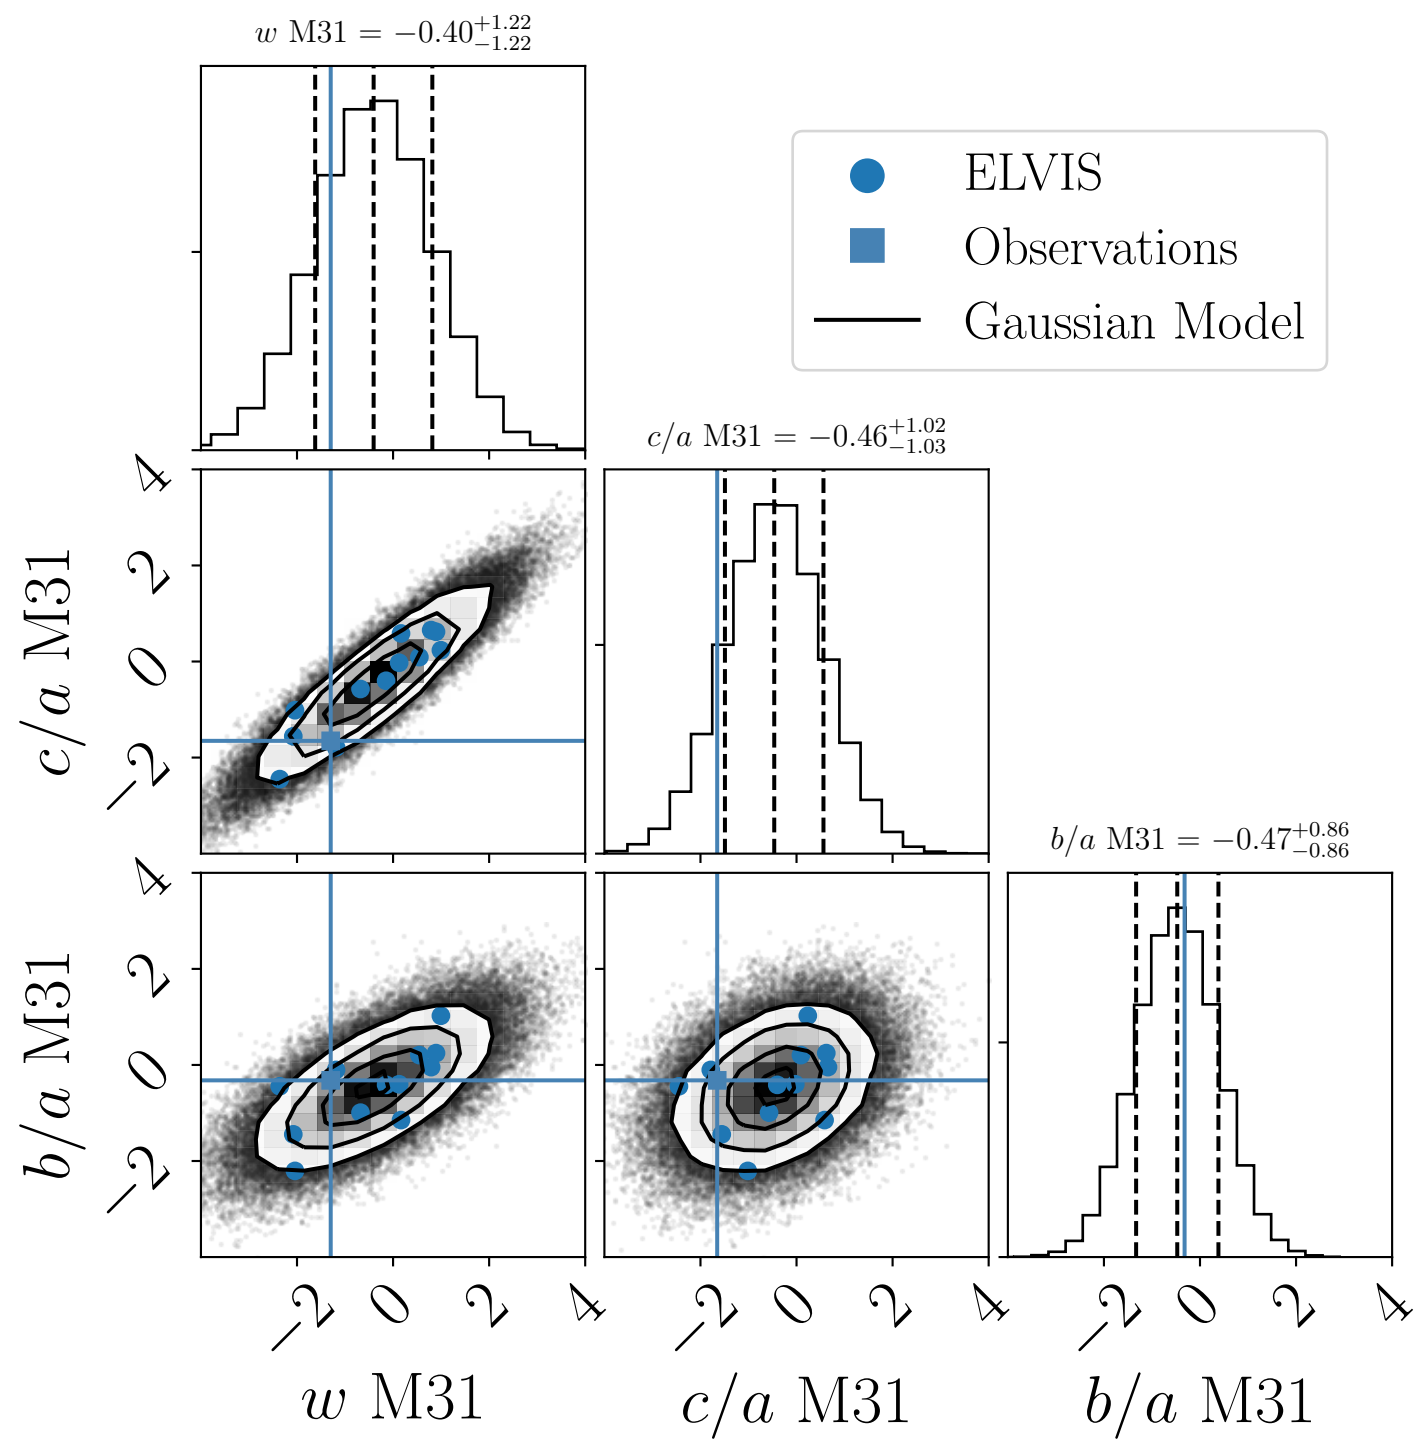 w M31 = −0.40+1.22−1.22
ELVIS
Observations
Gaussian Model
c/a M31 = −0.46+1.02−1.03
c/a M31
4
2
0
−2
b/a M31 = −0.47+0.86−0.86
b/a M31
4
2
0
−2
−2 0 2 4
−2 0 2 4
−2 0 2 4
w M31
c/a M31
b/a M31